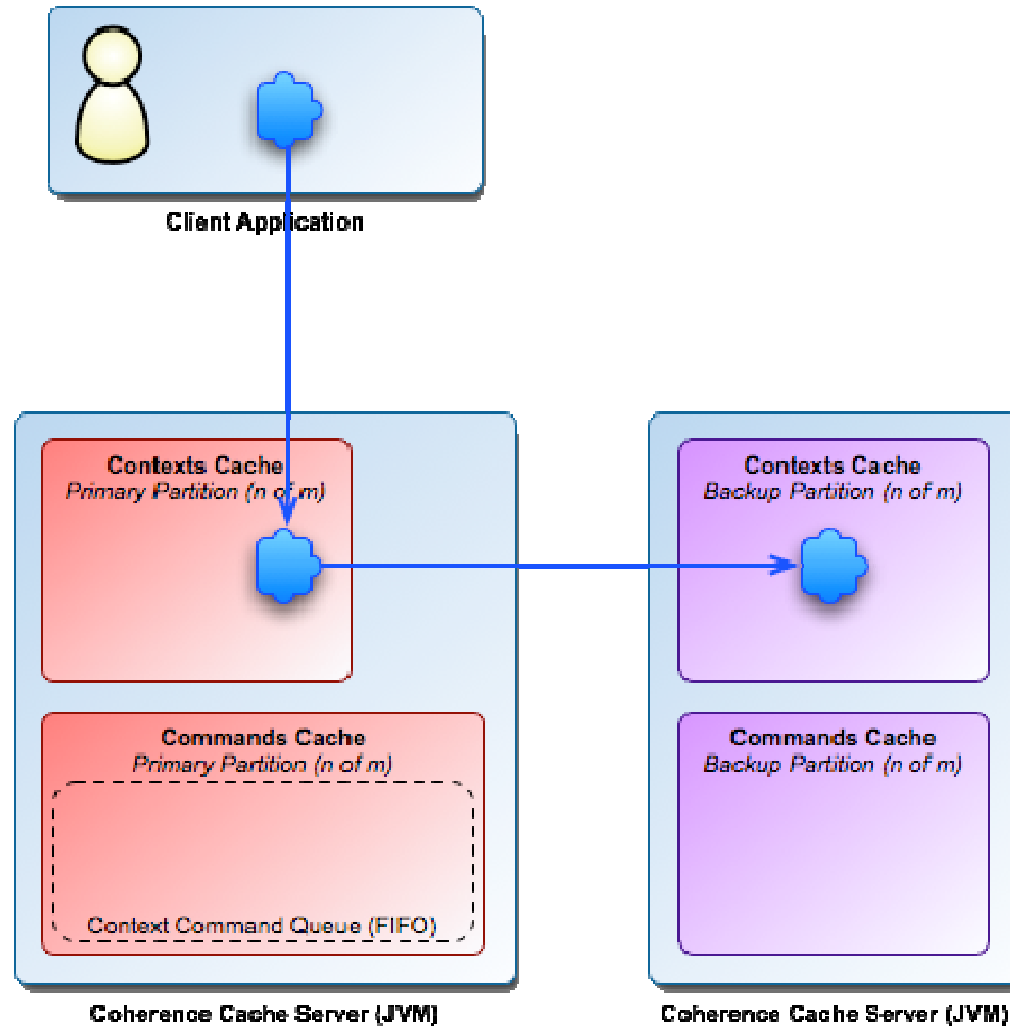 Client Application
Contexts Cache
Primary Partition (n of m)
Contexts Cache
Backup Partition (n of m)
Commands Cache
Primary Partition (n of m)
Context Command Queue (FIFO)
Commands Cache
Backup Partition (n of m)
Coherence Cache Server (JVM)
Coherence Cache Server (JVM)